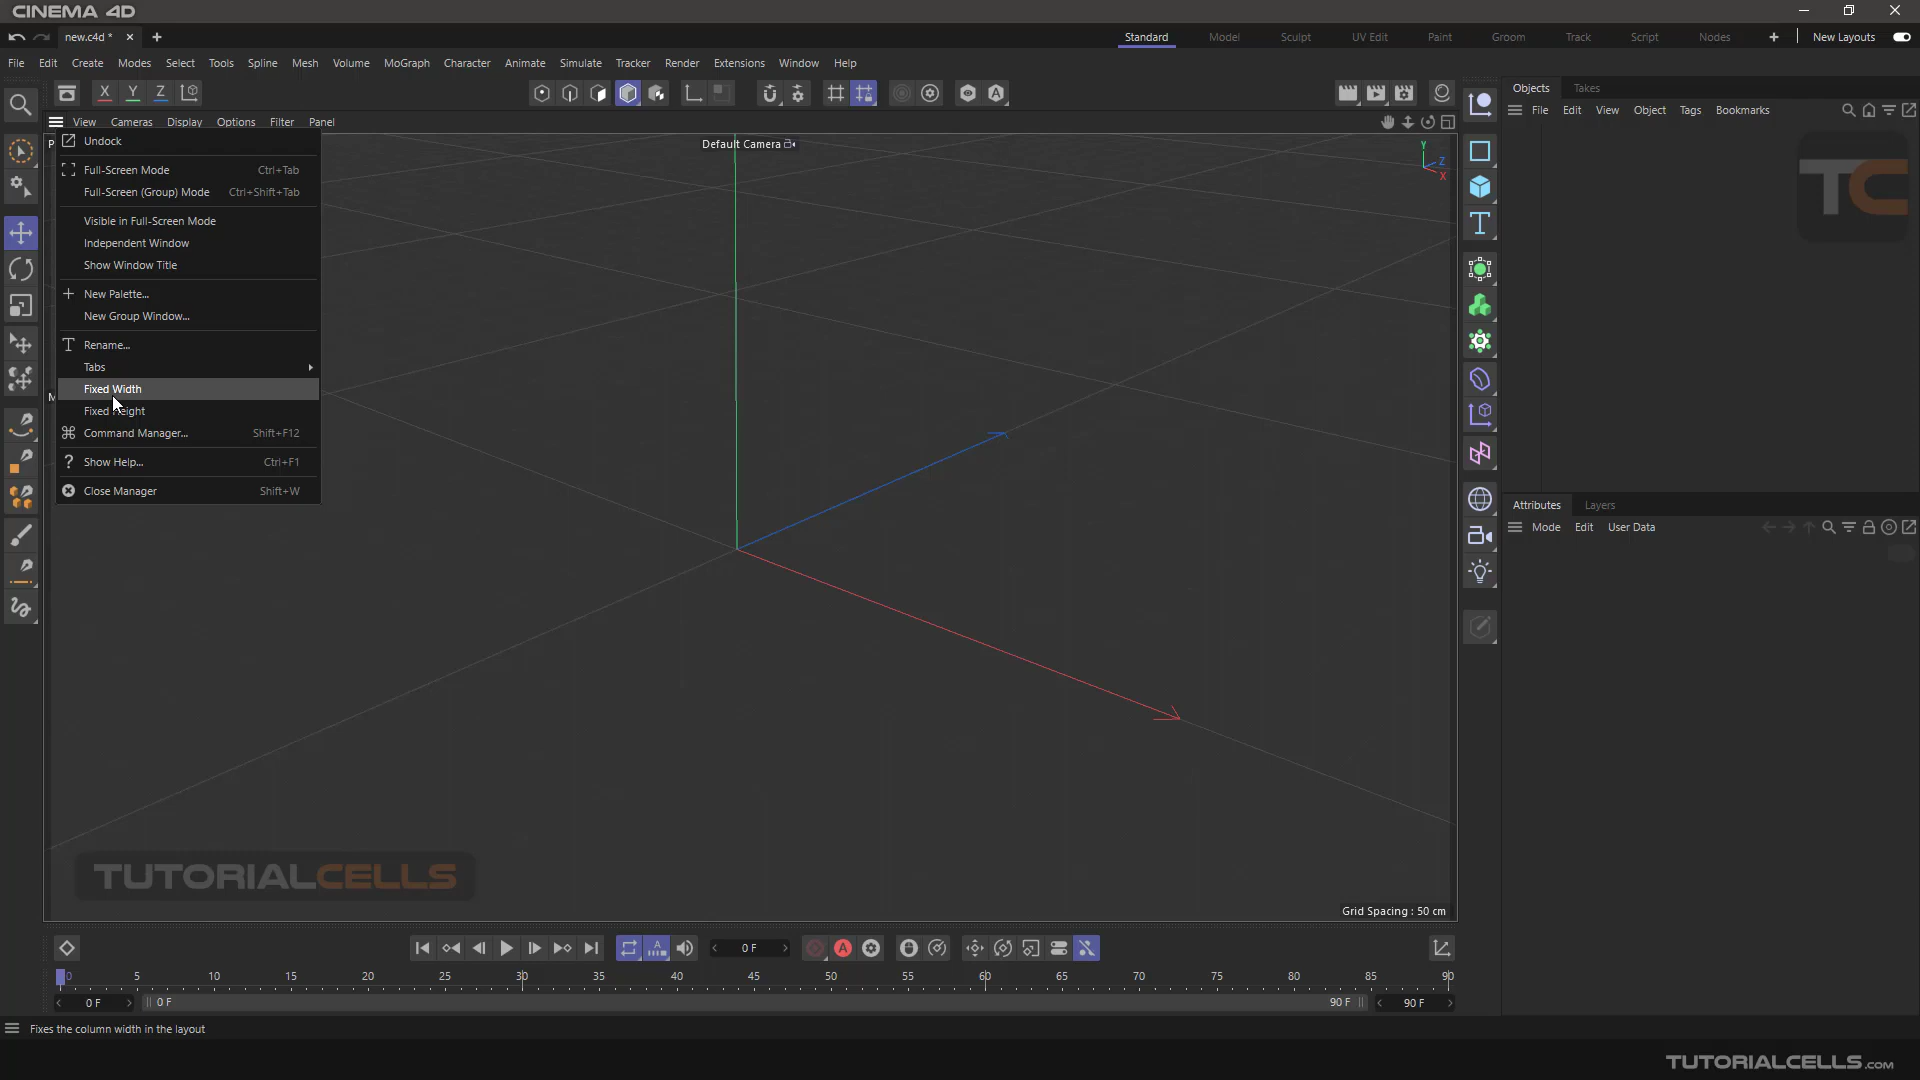 CINEMA 4D
new.c4d *
Standard
Model
Sculpt
UV Edit
Paint
Groom
Track
Script
Nodes
New Layouts
File Edit Create Modes Select Tools Spline Mesh Volume MoGraph Character Animate Simulate Tracker Render Extensions Window Help
X Y Z
Objects Takes
File Edit View Object Tags Bookmarks
View Cameras Display Options Filter Panel
Default Camera
Y
Z
X
TC
Undock
Full-Screen Mode Ctrl+Tab
Full-Screen (Group) Mode Ctrl+Shift+Tab
Visible in Full-Screen Mode
Independent Window
Show Window Title
New Palette...
New Group Window...
Rename...
Tabs
Fixed Width
Command Manager... Shift+F12
Show Help... Ctrl+F1
Close Manager Shift+W
Attributes Layers
Mode Edit User Data
TUTORIALCELLS
Grid Spacing : 50 cm
0 F
0 5 10 15 20 25 30 35 40 45 50 55 60 65 70 75 80 85 90
0 F 0 F 90 F 90 F
Fixes the column width in the layout
TUTORIALCELLS.com